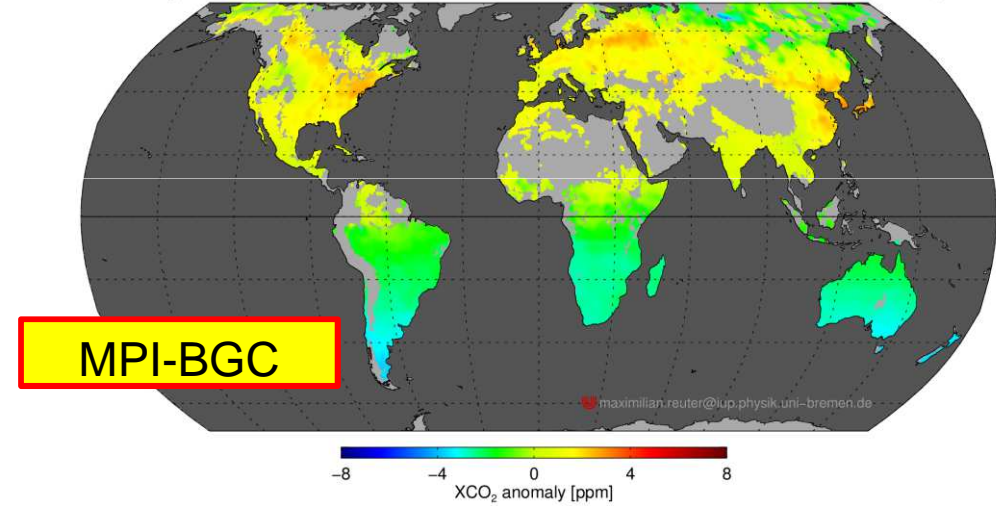 MPI-BGC
maximilian.reuter@iup.physik.uni-bremen.de
−8 −4 0 4 8
XCO₂ anomaly [ppm]